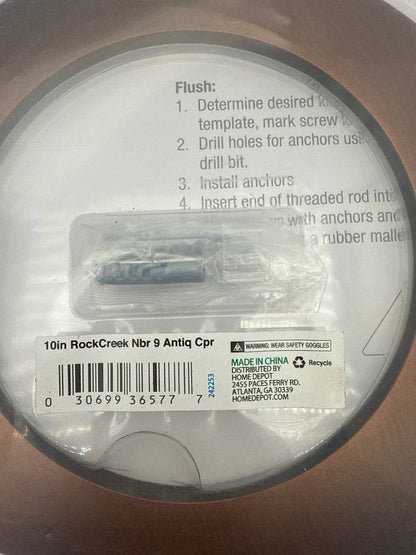 Flush:
1. Determine desired
template, mark screw
2. Drill holes for anchors
drill bit.
3. Install anchors
4. Insert end of threaded rod into
with anchors and
a rubber malle
10in RockCreek Nbr 9 Antiq Cpr
WARNING: WEAR SAFETY GOGGLES
MADE IN CHINA Recycle
DISTRIBUTED BY
HOME DEPOT
2455 PACES FERRY RD.
ATLANTA, GA 30339
HOMEDEPOT.COM
242253
0 30699 36577 7